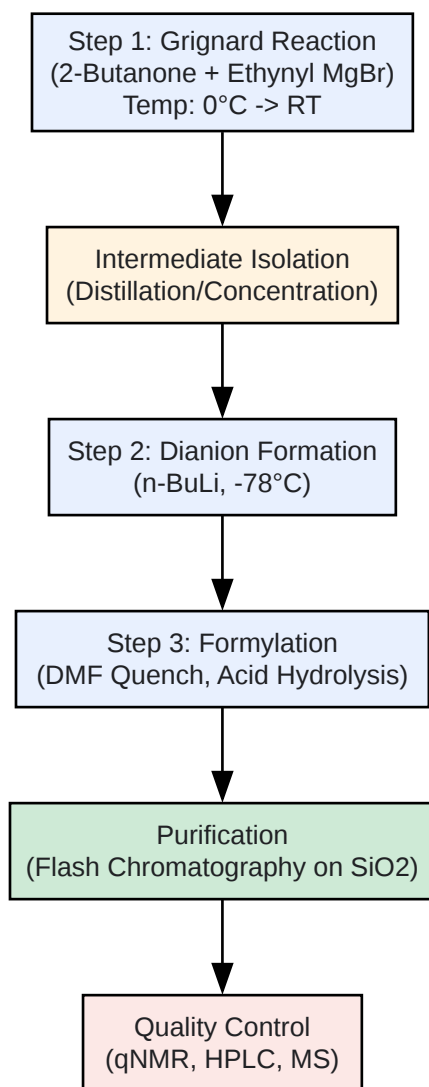 Step 1: Grignard Reaction
(2-Butanone + Ethynyl MgBr)
Temp: 0°C -> RT
Intermediate Isolation
(Distillation/Concentration)
Step 2: Dianion Formation
(n-BuLi, -78°C)
Step 3: Formylation
(DMF Quench, Acid Hydrolysis)
Purification
(Flash Chromatography on SiO2)
Quality Control
(qNMR, HPLC, MS)